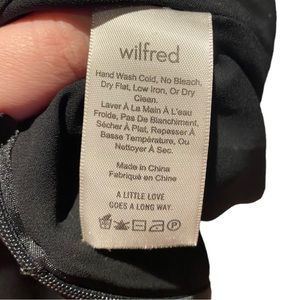 wilfred
Hand Wash Cold, No Bleach,
Dry Flat, Low Iron, Or Dry
Clean.
Laver À La Main À L'eau
Froide, Pas De Blanchiment,
Sécher À Plat, Repasser À
Basse Température, Ou
Nettoyer À Sec.
Made in China
Fabriqué en Chine
A LITTLE LOVE
GOES A LONG WAY.